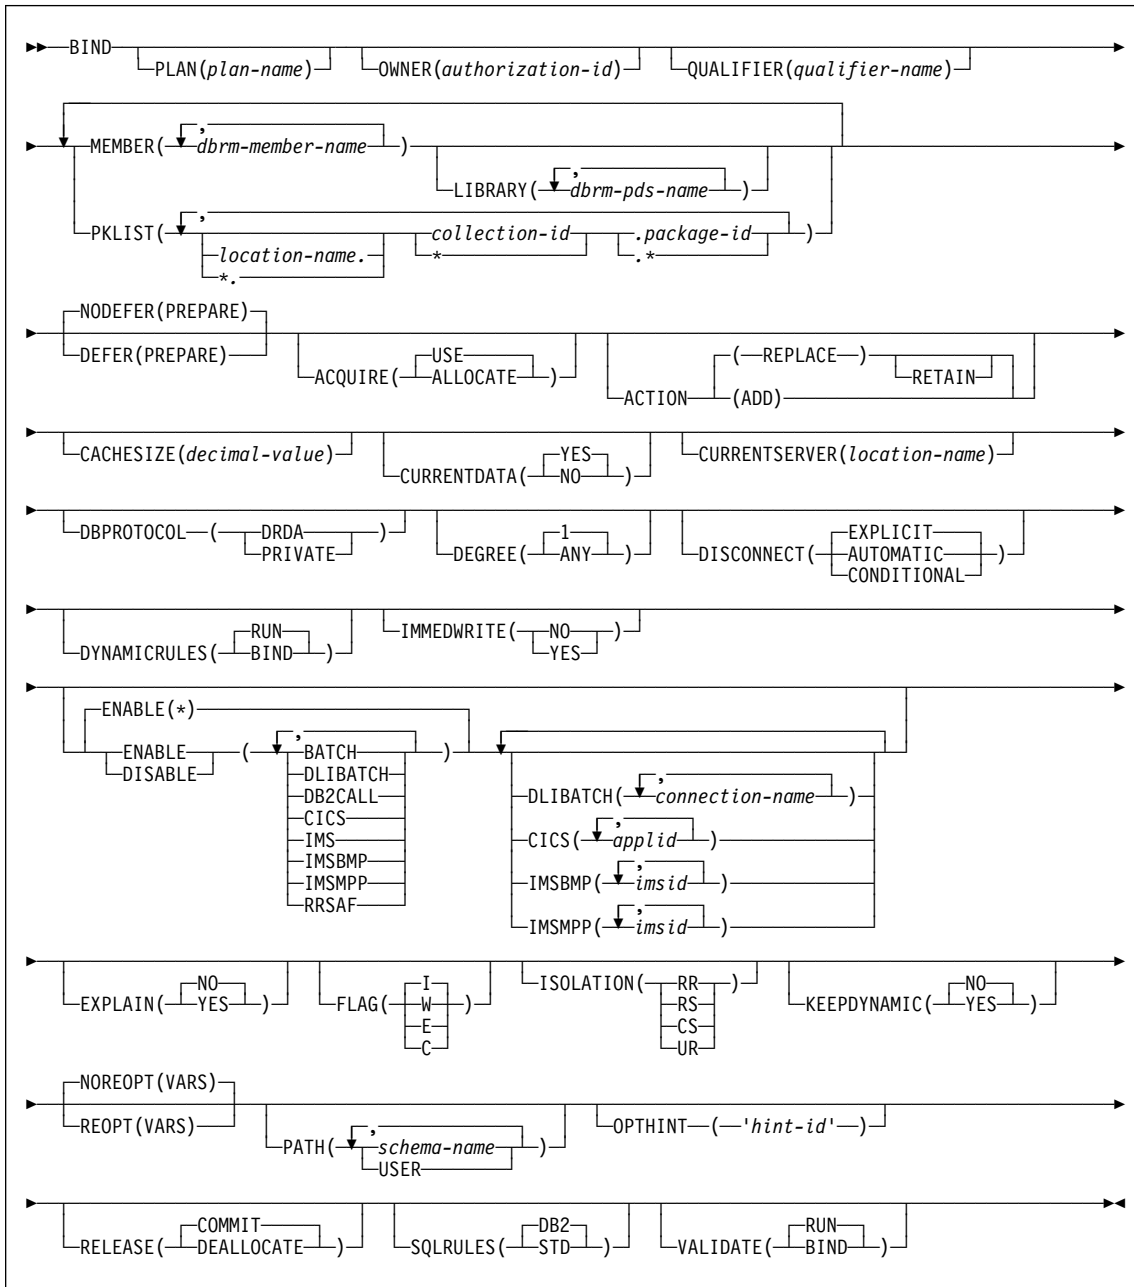 BIND
PLAN(plan-name) OWNER(authorization-id) QUALIFIER(qualifier-name)
,
MEMBER( dbrm-member-name )
,
LIBRARY( dbrm-pds-name )
,
PKLIST( collection-id .package-id )
location-name. * .*
*.
NODEFER(PREPARE)
DEFER(PREPARE)
USE
ACQUIRE( ALLOCATE )
( REPLACE )
RETAIN
ACTION (ADD)
CACHESIZE(decimal-value)
YES
CURRENTDATA( NO )
CURRENTSERVER(location-name)
DBPROTOCOL ( DRDA )
PRIVATE
1
DEGREE( ANY )
EXPLICIT
DISCONNECT( AUTOMATIC )
CONDITIONAL
RUN
DYNAMICRULES( BIND )
IMMEDWRITE( NO )
YES
ENABLE(*)
,
ENABLE ( BATCH )
DISABLE DLIBATCH
DB2CALL
CICS
IMS
IMSBMP
IMSMPP
RRSAF
,
DLIBATCH( connection-name )
,
CICS( applid )
,
IMSBMP( imsid )
,
IMSMPP( imsid )
NO
EXPLAIN( YES )
I
FLAG( W )
E
C
ISOLATION( RR )
RS
CS
UR
NO
KEEPDYNAMIC( YES )
NOREOPT(VARS)
REOPT(VARS)
,
PATH( schema-name )
USER
OPTHINT ( 'hint-id' )
COMMIT
RELEASE( DEALLOCATE )
DB2
SQLRULES( STD )
RUN
VALIDATE( BIND )